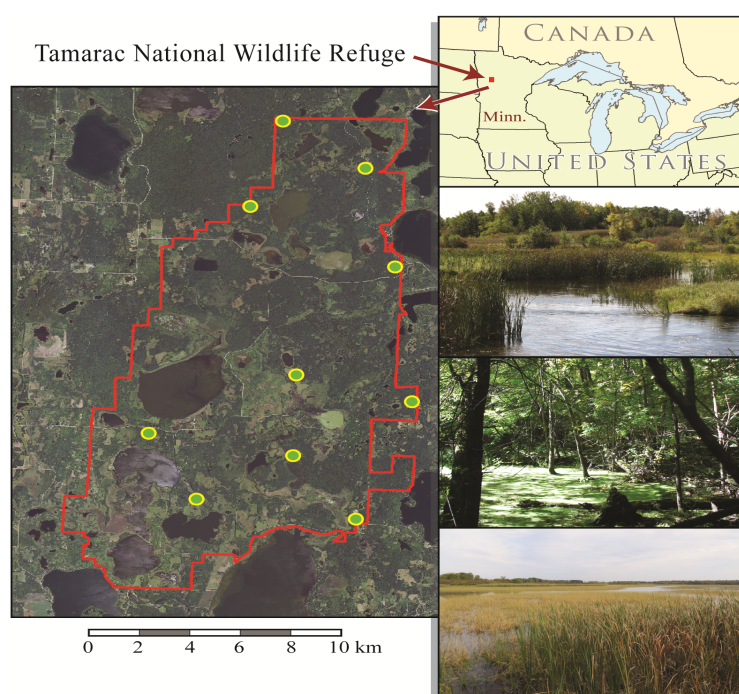 Tamarac National Wildlife Refuge
CANADA
Minn.
UNITED STATES
0 2 4 6 8 10 km